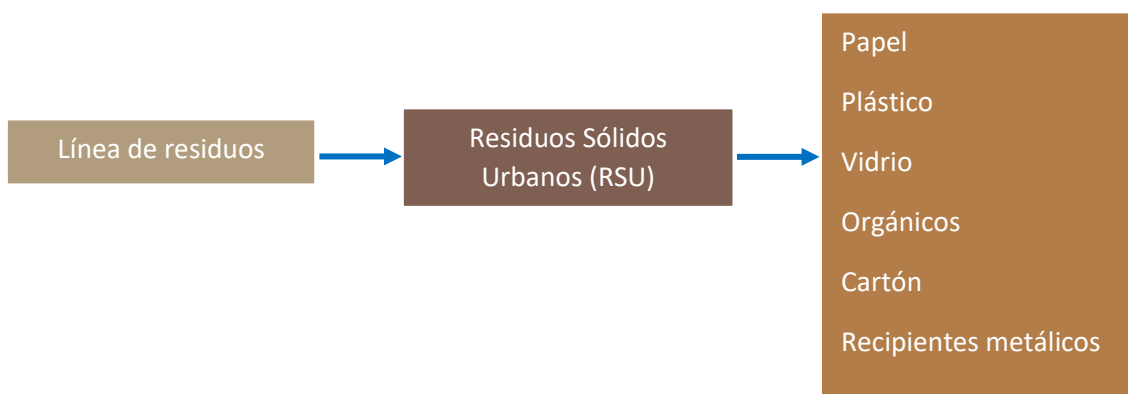 Línea de residuos
Residuos Sólidos
Urbanos (RSU)
Papel
Plástico
Vidrio
Orgánicos
Cartón
Recipientes metálicos